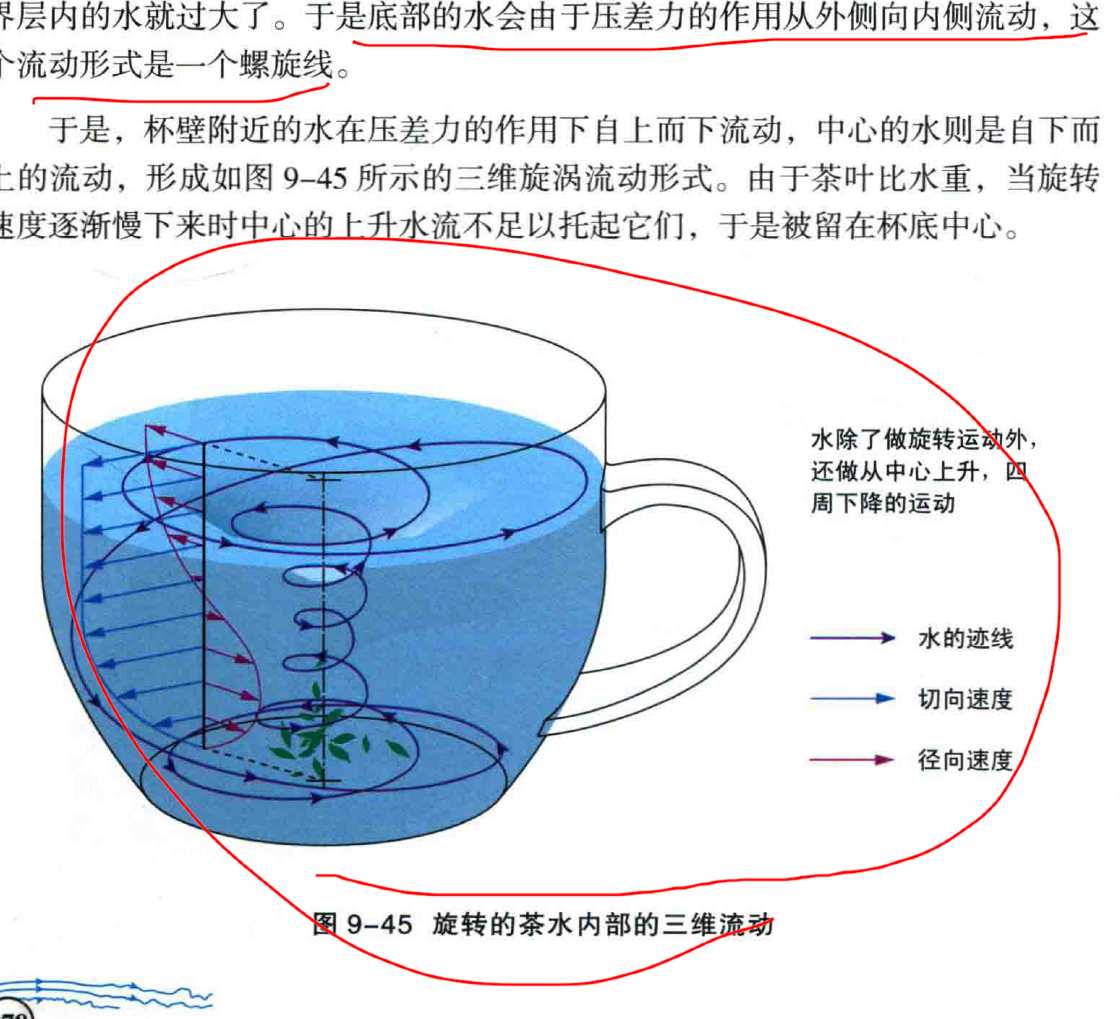 界层内的水就过大了。于是底部的水会由于压差力的作用从外侧向内侧流动，这
个流动形式是一个螺旋线。
于是，杯壁附近的水在压差力的作用下自上而下流动，中心的水则是自下而
上的流动，形成如图 9-45 所示的三维旋涡流动形式。由于茶叶比水重，当旋转
速度逐渐慢下来时中心的上升水流不足以托起它们，于是被留在杯底中心。
水除了做旋转运动外，
还做从中心上升，四
周下降的运动
水的迹线
切向速度
径向速度
图 9-45 旋转的茶水内部的三维流动